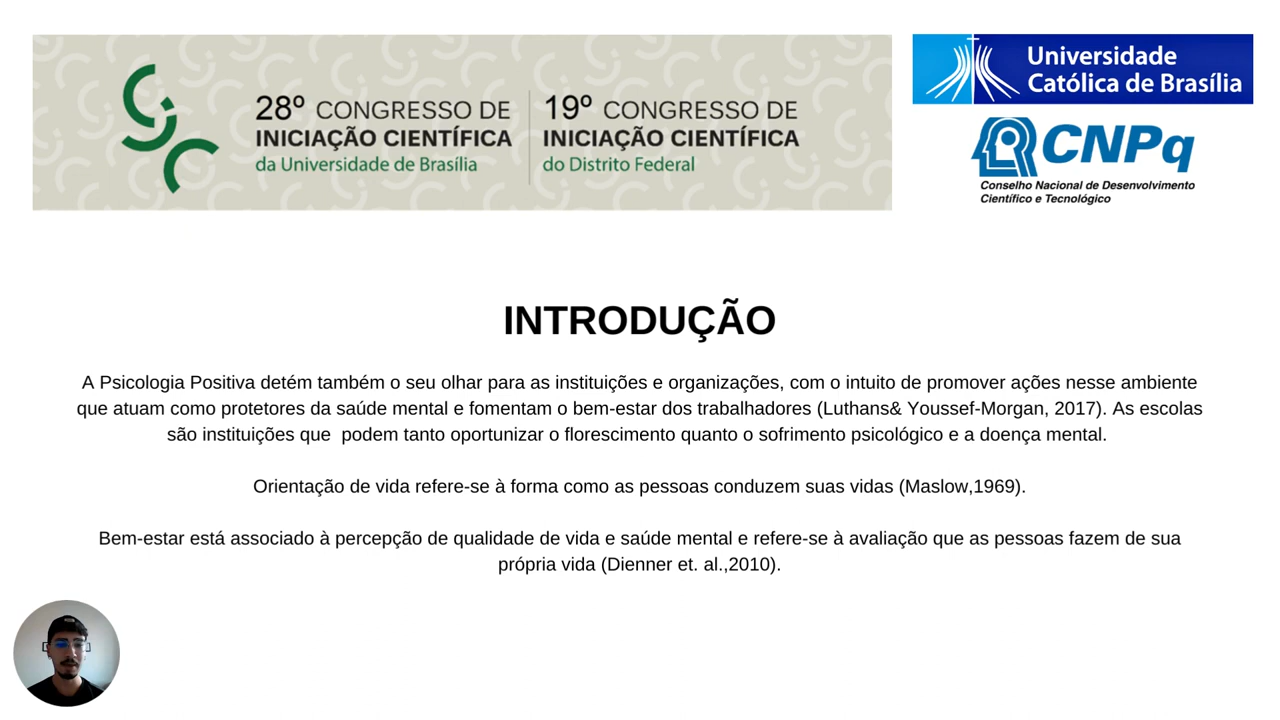 28º CONGRESSO DE
INICIAÇÃO CIENTÍFICA
da Universidade de Brasília
19º CONGRESSO DE
INICIAÇÃO CIENTÍFICA
do Distrito Federal
Universidade
Católica de Brasília
CNPq
Conselho Nacional de Desenvolvimento
Científico e Tecnológico
INTRODUÇÃO
A Psicologia Positiva detém também o seu olhar para as instituições e organizações, com o intuito de promover ações nesse ambiente
que atuam como protetores da saúde mental e fomentam o bem-estar dos trabalhadores (Luthans& Youssef-Morgan, 2017). As escolas
são instituições que  podem tanto oportunizar o florescimento quanto o sofrimento psicológico e a doença mental.
Orientação de vida refere-se à forma como as pessoas conduzem suas vidas (Maslow,1969).
Bem-estar está associado à percepção de qualidade de vida e saúde mental e refere-se à avaliação que as pessoas fazem de sua
própria vida (Dienner et. al.,2010).